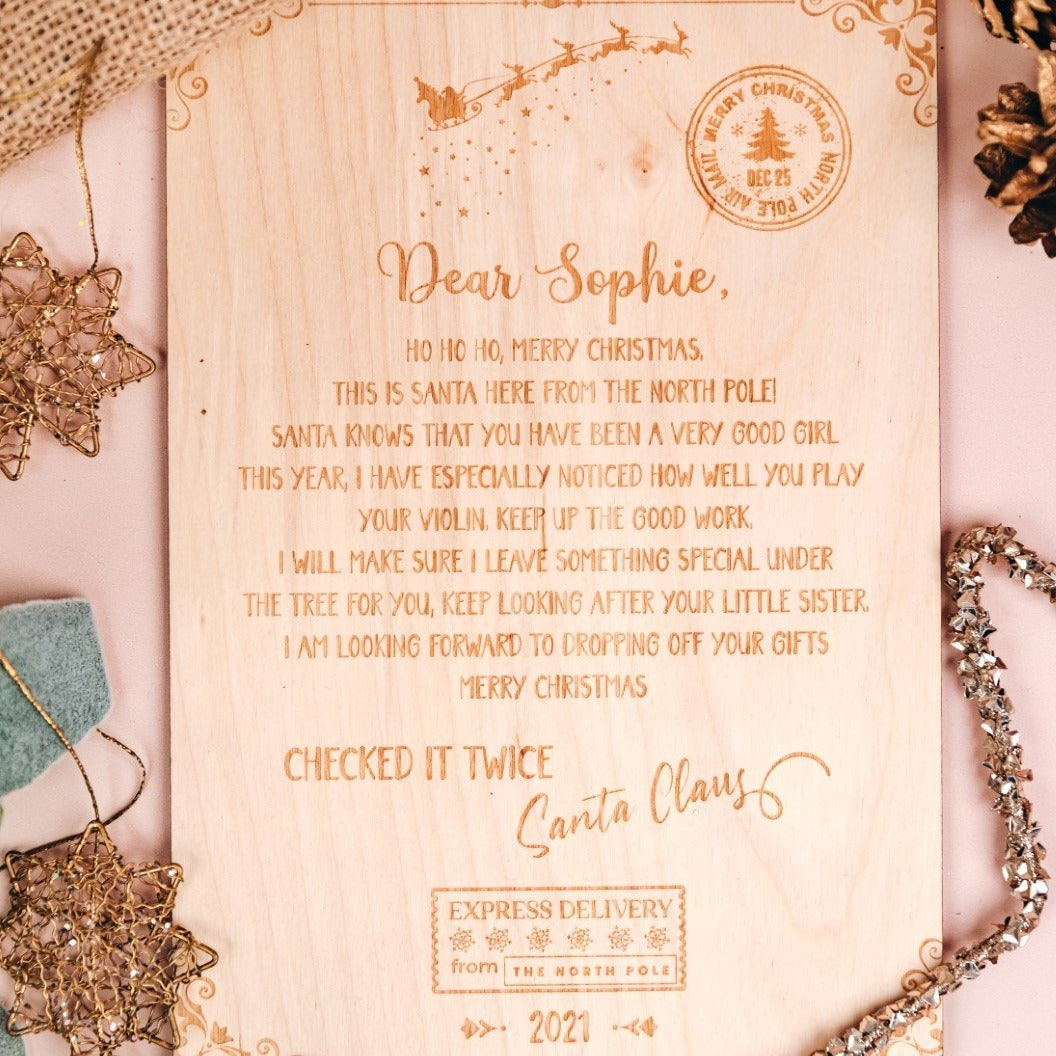 MERRY CHRISTMAS NORTH POLE AIR MAIL
DEC 25
Dear Sophie,
HO HO HO, MERRY CHRISTMAS.
THIS IS SANTA HERE FROM THE NORTH POLE!
SANTA KNOWS THAT YOU HAVE BEEN A VERY GOOD GIRL
THIS YEAR, I HAVE ESPECIALLY NOTICED HOW WELL YOU PLAY
YOUR VIOLIN. KEEP UP THE GOOD WORK.
I WILL MAKE SURE I LEAVE SOMETHING SPECIAL UNDER
THE TREE FOR YOU, KEEP LOOKING AFTER YOUR LITTLE SISTER.
I AM LOOKING FORWARD TO DROPPING OFF YOUR GIFTS
MERRY CHRISTMAS
CHECKED IT TWICE
Santa Claus
EXPRESS DELIVERY
from THE NORTH POLE
2021